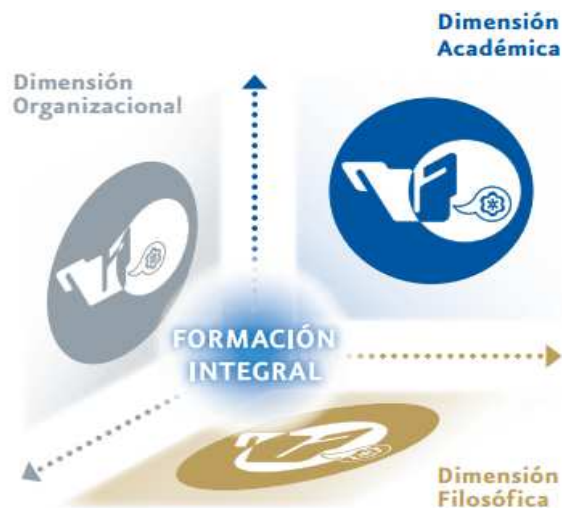 Dimensión
Académica
Dimensión
Organizacional
FORMACIÓN
INTEGRAL
Dimensión
Filosófica